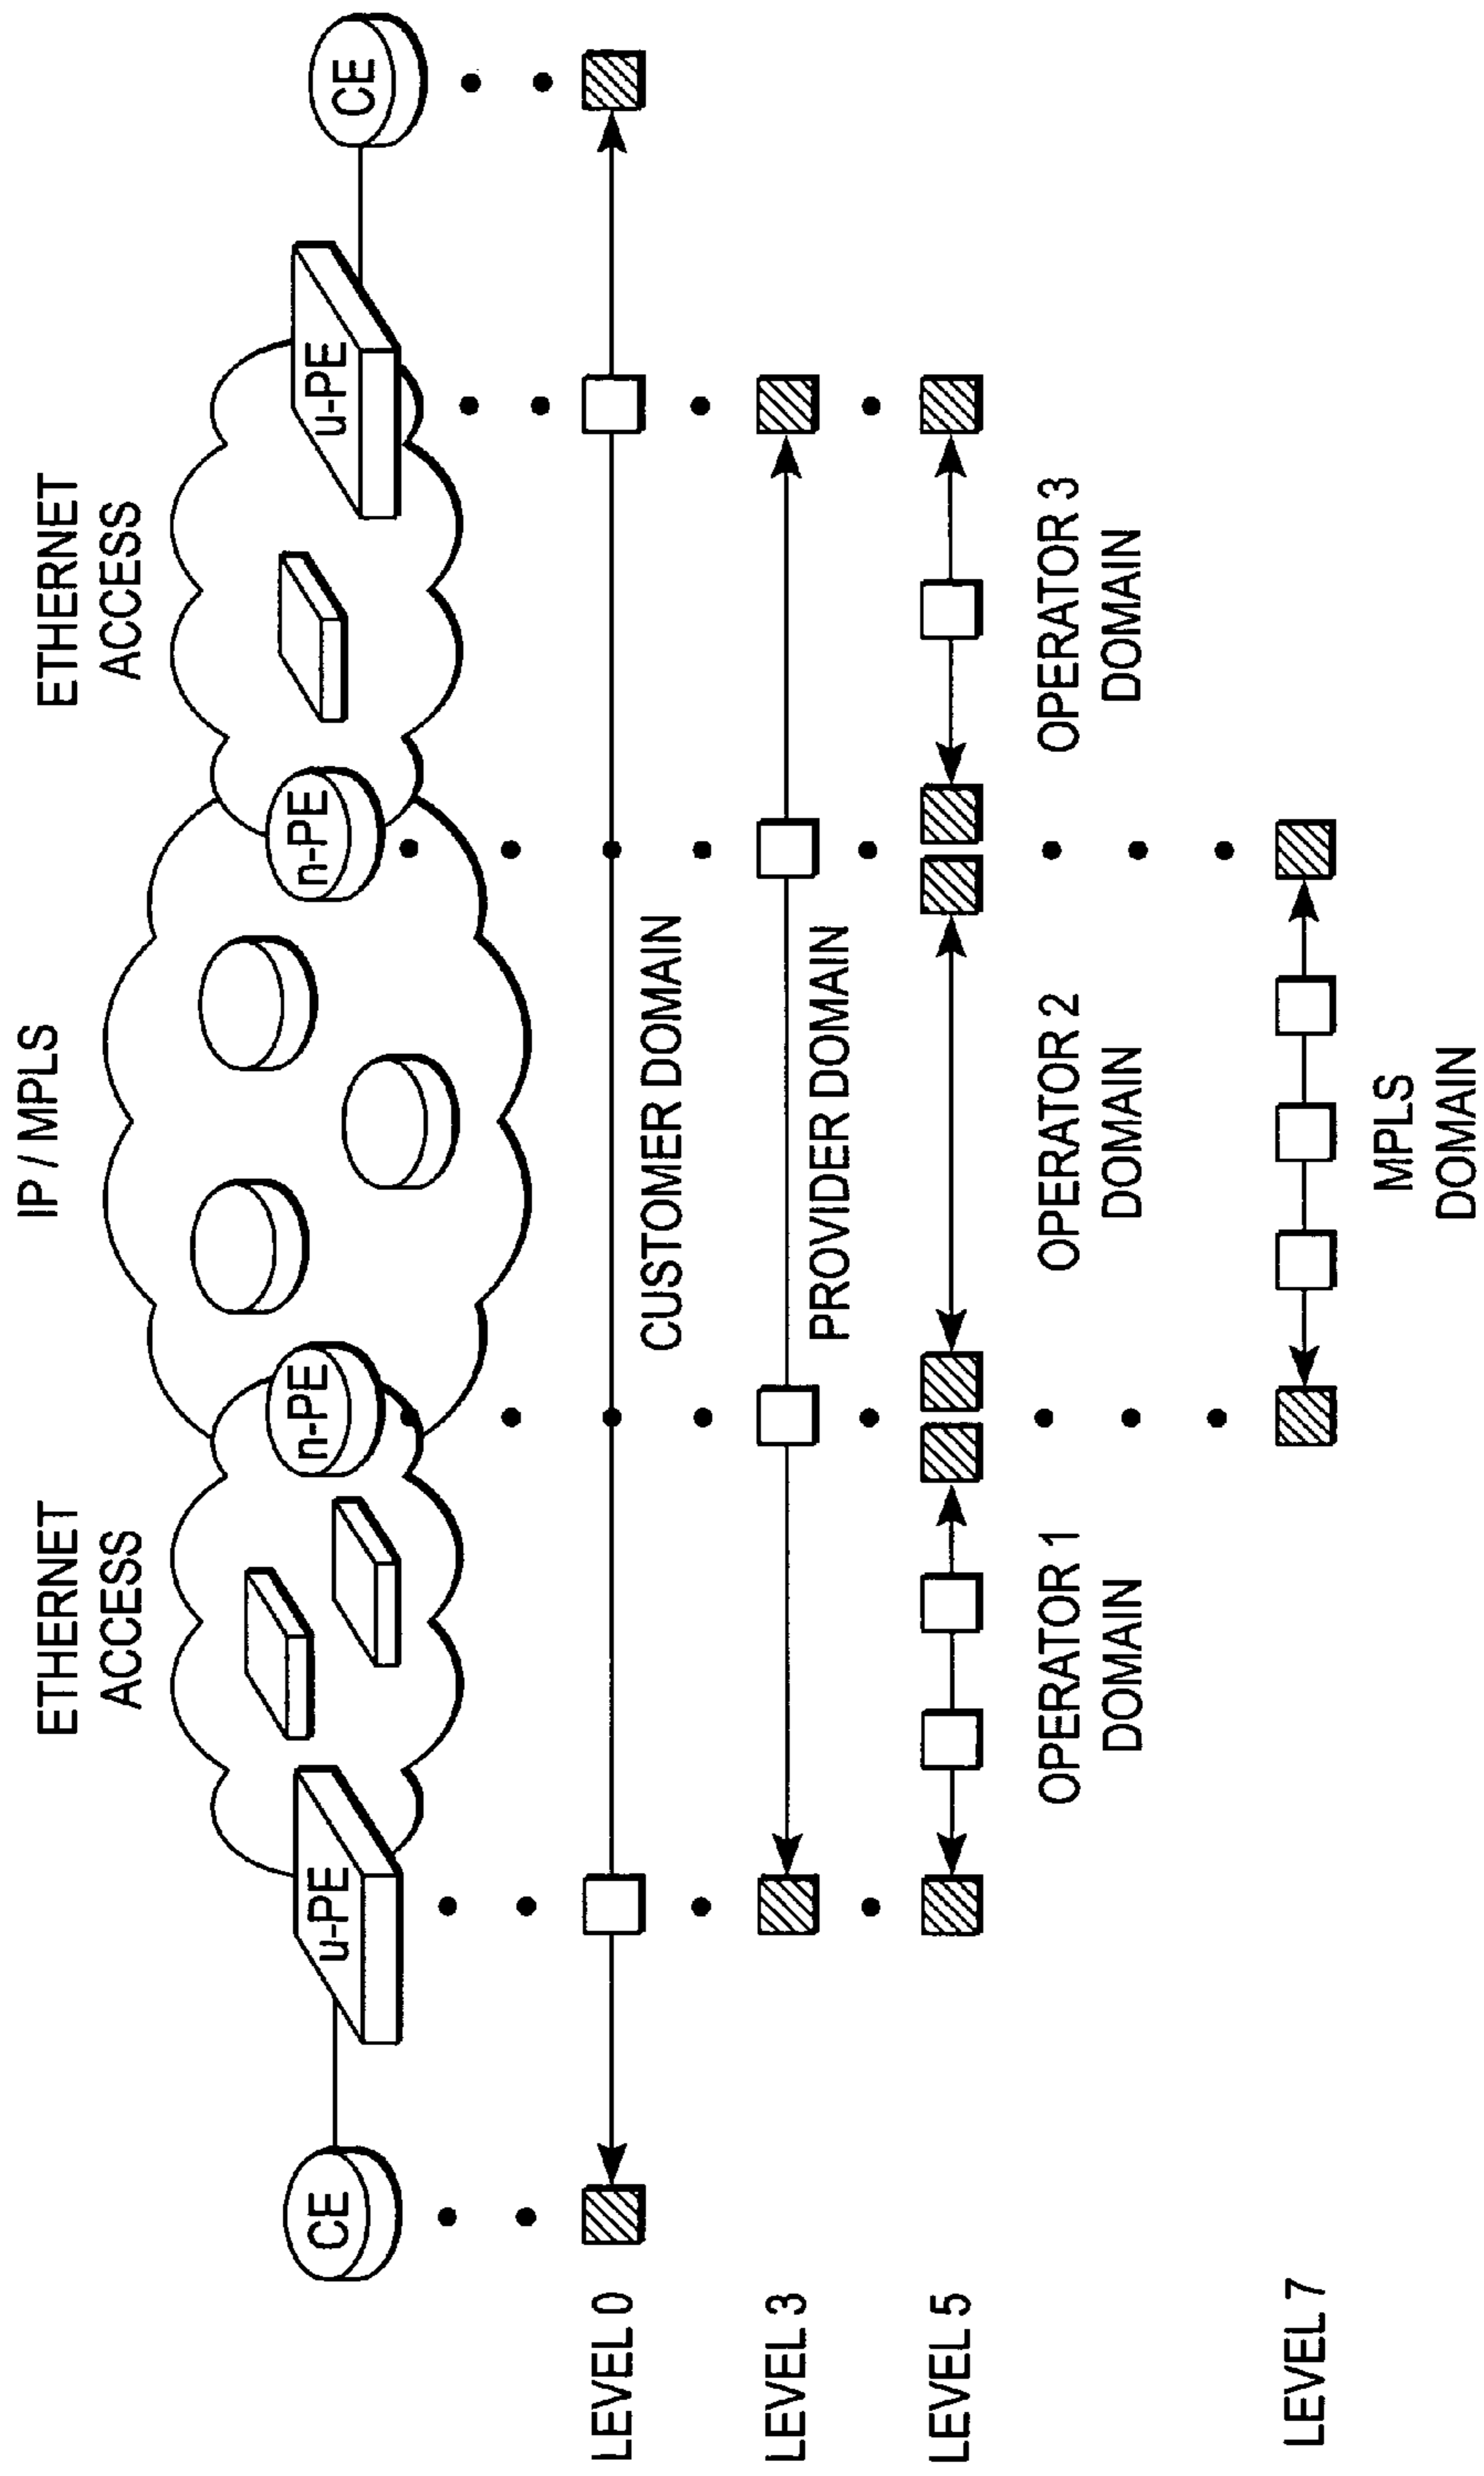 ETHERNET
ACCESS
IP / MPLS
ETHERNET
ACCESS
CE
u-PE
n-PE
n-PE
u-PE
CE
LEVEL 0
CUSTOMER DOMAIN
LEVEL 3
PROVIDER DOMAIN
LEVEL 5
OPERATOR 1
DOMAIN
OPERATOR 2
DOMAIN
OPERATOR 3
DOMAIN
LEVEL 7
MPLS
DOMAIN